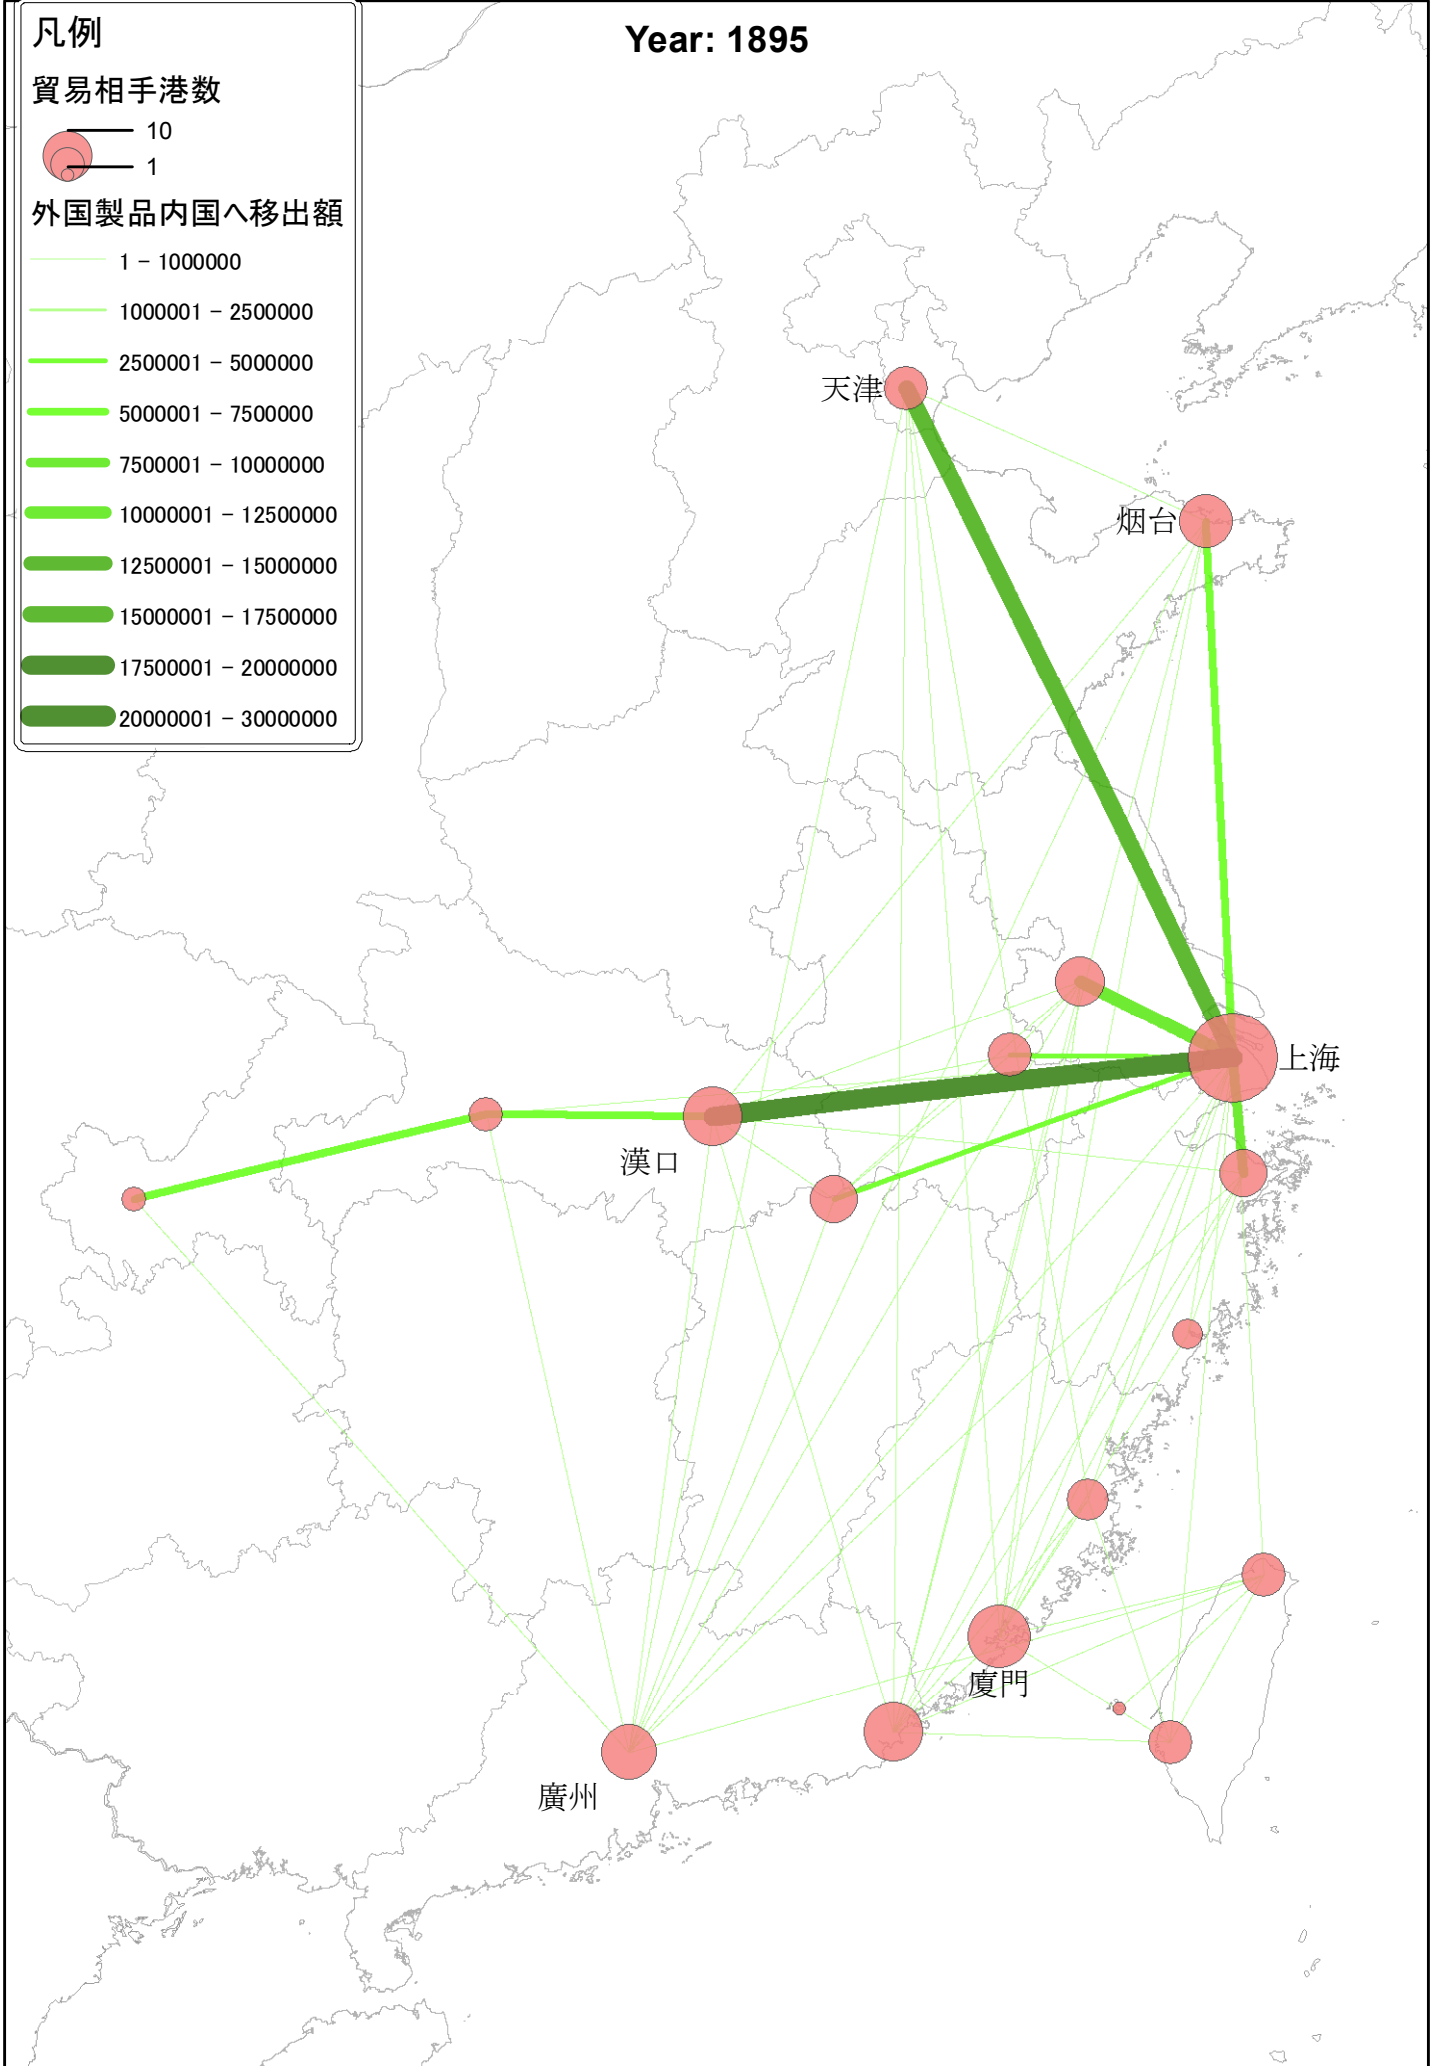 Year: 1895
凡例
貿易相手港数
10
1
外国製品内国へ移出額
1 - 1000000
1000001 - 2500000
2500001 - 5000000
5000001 - 7500000
7500001 - 10000000
10000001 - 12500000
12500001 - 15000000
15000001 - 17500000
17500001 - 20000000
20000001 - 30000000
天津
烟台
上海
漢口
廈門
廣州